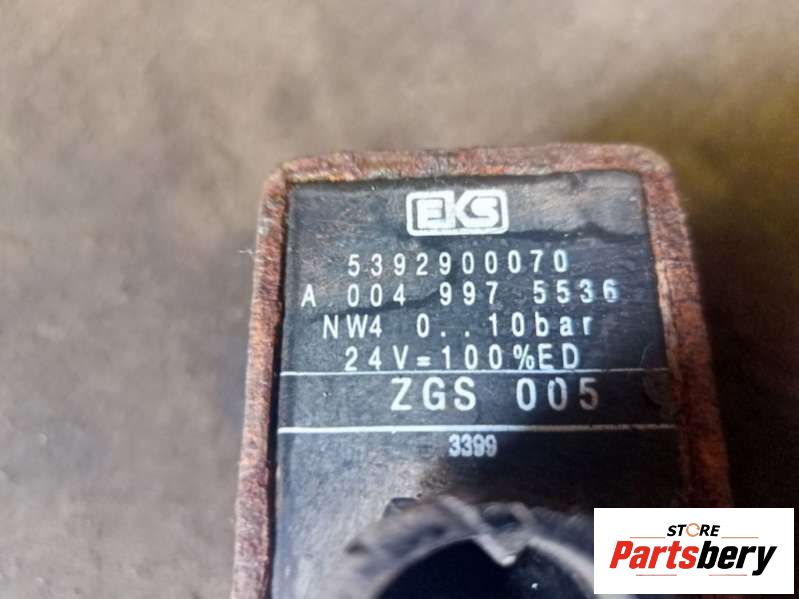 EKS
5392900070
A 004 997 5536
NW4 0..10bar
24V=100%ED
ZGS 005
3399
STORE
Partsbery